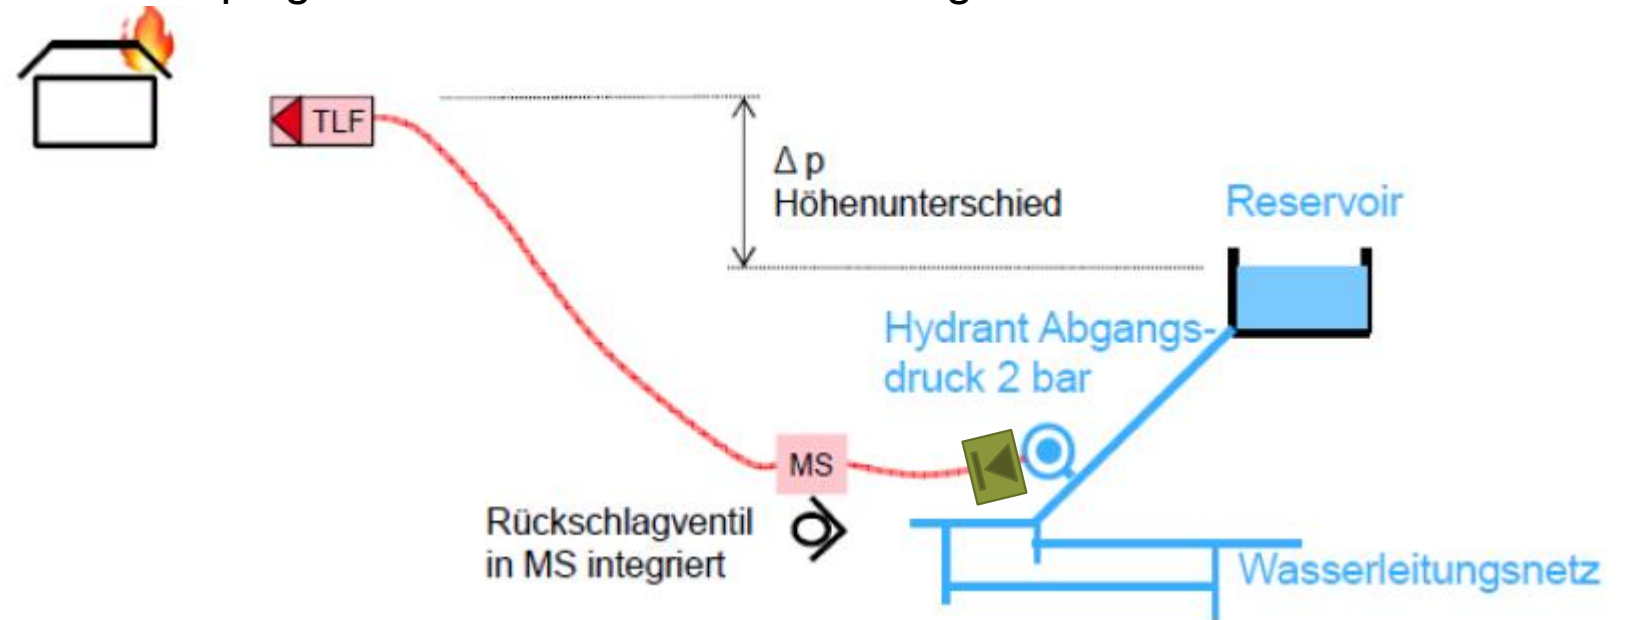 TLF
Δ p
Höhenunterschied
Reservoir
Hydrant Abgangs-
druck 2 bar
MS
Rückschlagventil
in MS integriert
Wasserleitungsnetz